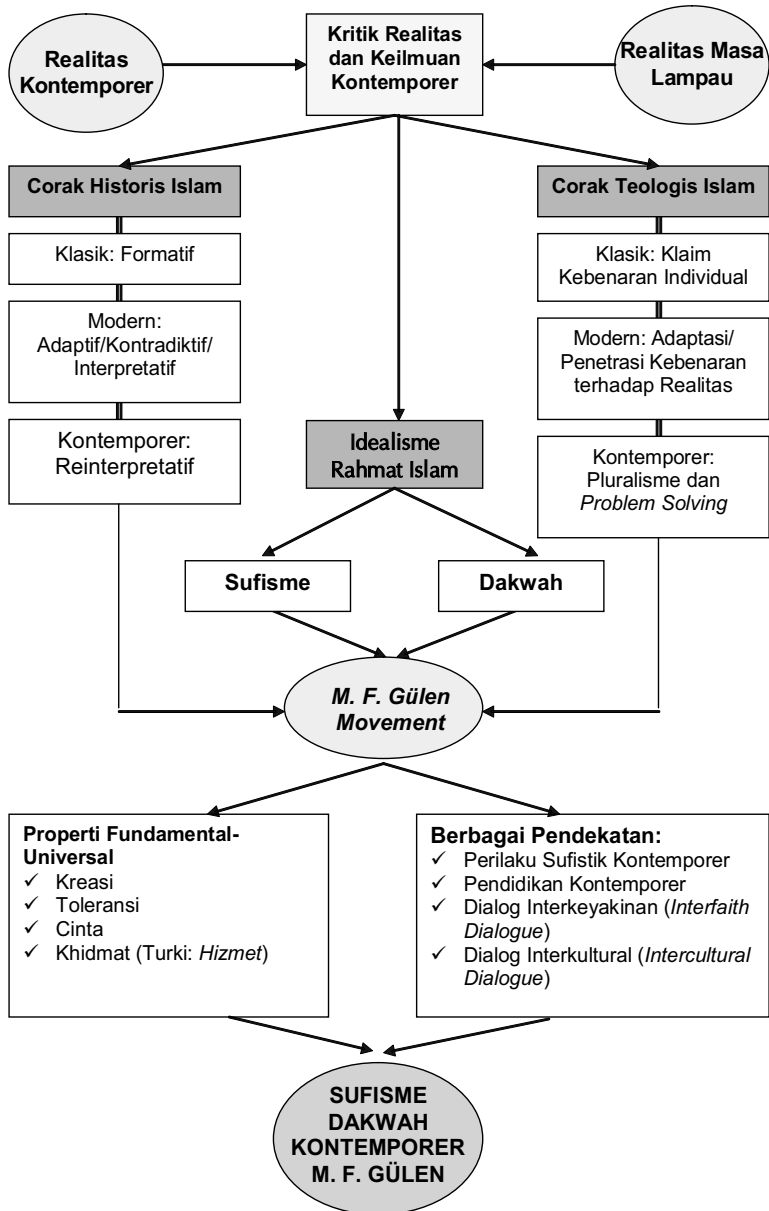 Realitas
Kontemporer
Kritik Realitas
dan Keilmuan
Kontemporer
Realitas Masa
Lampau
Corak Historis Islam
Klasik: Formatif
Modern:
Adaptif/Kontradiktif/
Interpretatif
Kontemporer:
Reinterpretatif
Corak Teologis Islam
Klasik: Klaim
Kebenaran Individual
Modern: Adaptasi/
Penetrasi Kebenaran
terhadap Realitas
Kontemporer:
Pluralisme dan
Problem Solving
Idealisme
Rahmat Islam
Sufisme
Dakwah
M. F. Gülen
Movement
Properti Fundamental-
Universal
✓ Kreasi
✓ Toleransi
✓ Cinta
✓ Khidmat (Turki: Hizmet)
Berbagai Pendekatan:
✓ Perilaku Sufistik Kontemporer
✓ Pendidikan Kontemporer
✓ Dialog Interkeyakinan (Interfaith
Dialogue)
✓ Dialog Interkultural (Intercultural
Dialogue)
SUFISME
DAKWAH
KONTEMPORER
M. F. GÜLEN